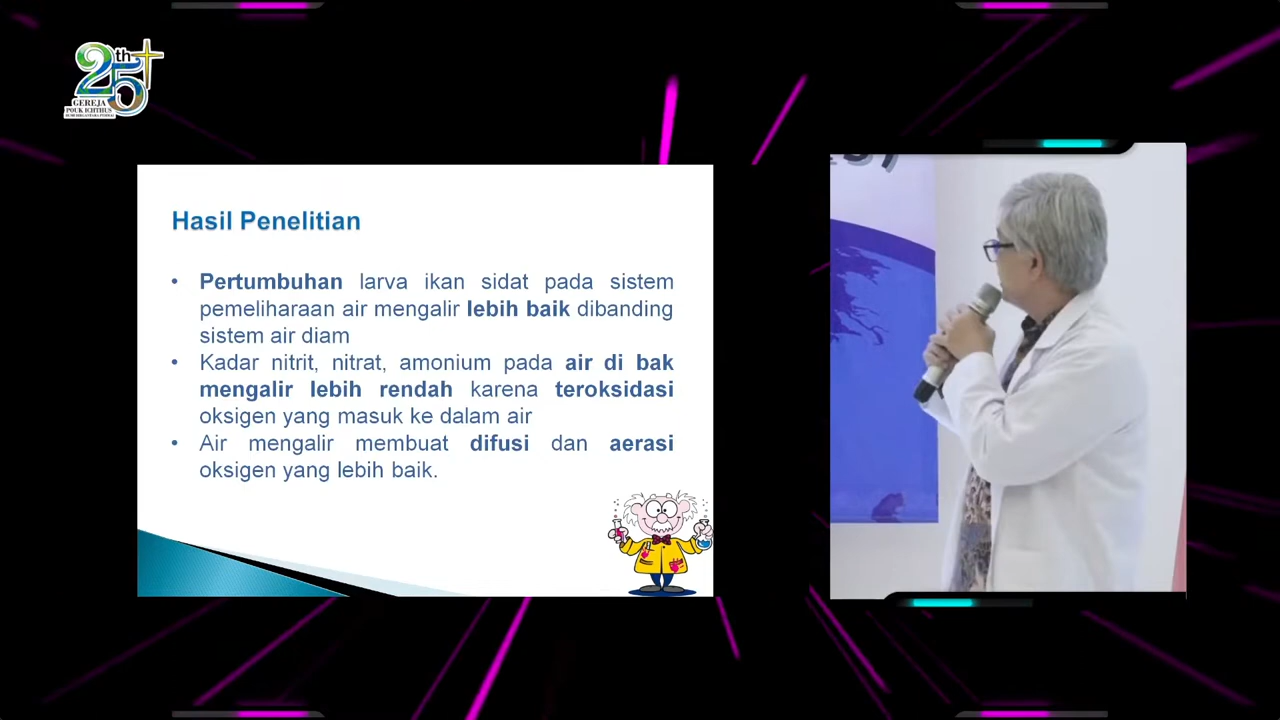 25th
GEREJA
POUK ICHTHUS
Hasil Penelitian
• Pertumbuhan larva ikan sidat pada sistem
pemeliharaan air mengalir lebih baik dibanding
sistem air diam
• Kadar nitrit, nitrat, amonium pada air di bak
mengalir lebih rendah karena teroksidasi
oksigen yang masuk ke dalam air
• Air mengalir membuat difusi dan aerasi
oksigen yang lebih baik.